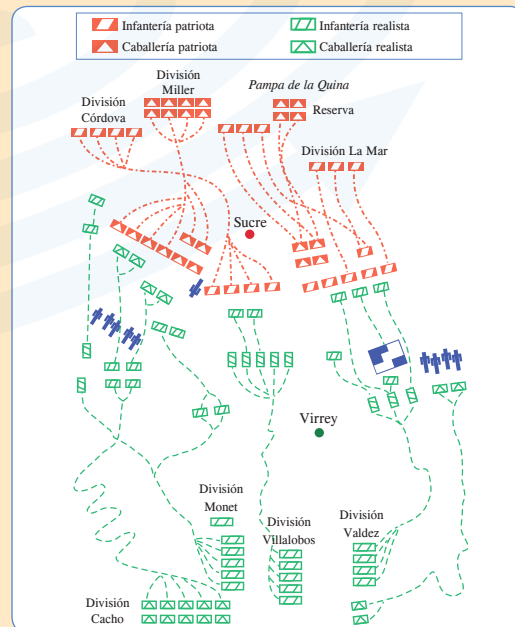 Infantería patriota
Infantería realista
Caballería patriota
Caballería realista
División
Miller
Pampa de la Quina
División
Córdova
Reserva
División La Mar
Sucre
Virrey
División
Monet
División
Villalobos
División
Valdez
División
Cacho